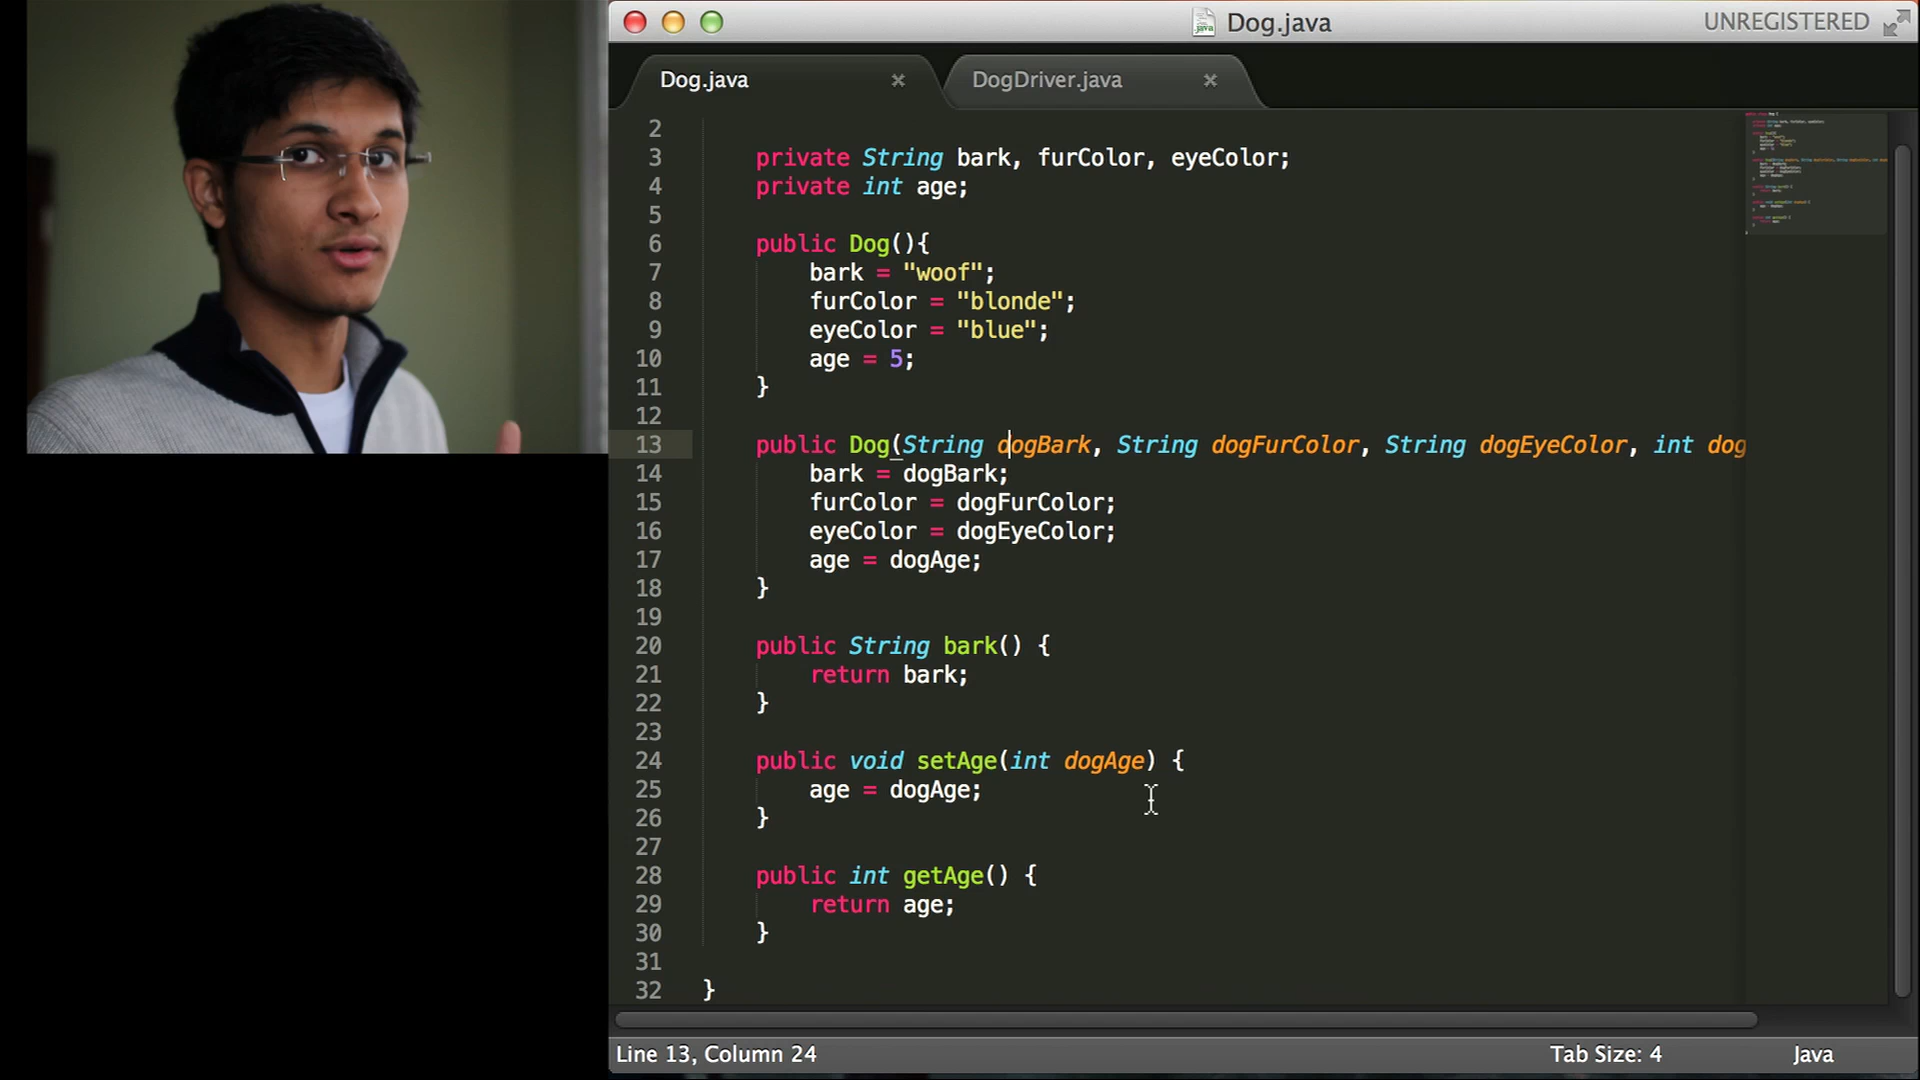 Dog.java
UNREGISTERED
Dog.java × DogDriver.java ×
2
3 private String bark, furColor, eyeColor;
4 private int age;
5
6 public Dog(){
7 bark = "woof";
8 furColor = "blonde";
9 eyeColor = "blue";
10 age = 5;
11 }
12
13 public Dog(String dogBark, String dogFurColor, String dogEyeColor, int dog
14 bark = dogBark;
15 furColor = dogFurColor;
16 eyeColor = dogEyeColor;
17 age = dogAge;
18 }
19
20 public String bark() {
21 return bark;
22 }
23
24 public void setAge(int dogAge) {
25 age = dogAge;
26 }
27
28 public int getAge() {
29 return age;
30 }
31
32 }
Line 13, Column 24
Tab Size: 4
Java